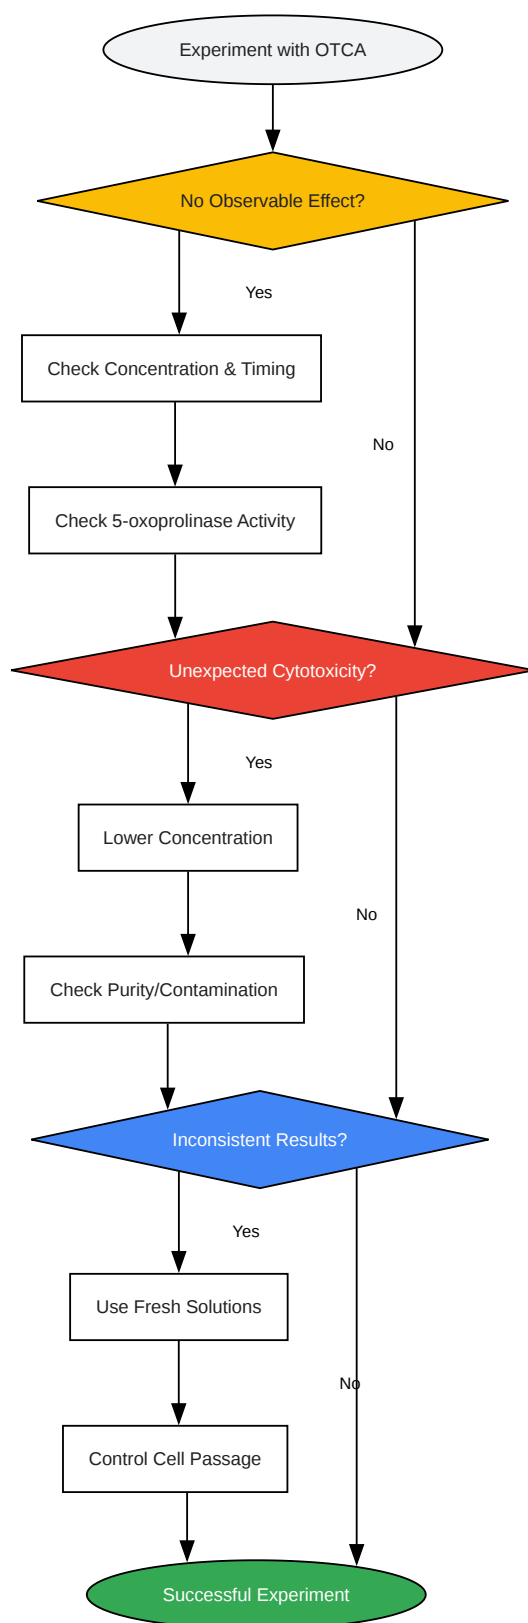 Experiment with OTCA
No Observable Effect?
Yes
Check Concentration & Timing
No
Check 5-oxoprolinase Activity
Unexpected Cytotoxicity?
Yes
Lower Concentration
No
Check Purity/Contamination
Inconsistent Results?
Yes
Use Fresh Solutions
No
Control Cell Passage
Successful Experiment